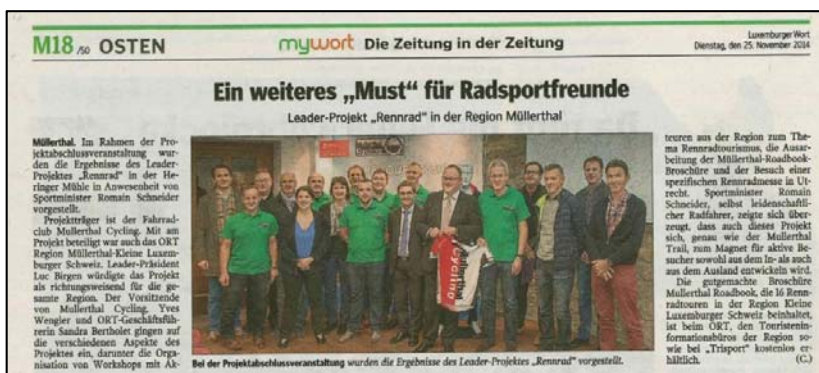 M18 /50 OSTEN
mywort Die Zeitung in der Zeitung
Luxemburger Wort
Dienstag, den 25. November 2014
Ein weiteres „Must“ für Radsportfreunde
Leader-Projekt „Rennrad“ in der Region Müllerthal
Müllerthal. Im Rahmen der Pro-
jektabschlussveranstaltung wur-
den die Ergebnisse des Leader-
Projektes „Rennrad“ in der He-
ringer Mühle in Anwesenheit von
Sportminister Romain Schneider
vorgestellt.
Projektträger ist der Fahrrad-
club Mullerthal Cycling. Mit am
Projekt beteiligt war auch das ORT
Region Müllerthal-Kleine Luxem-
burger Schweiz. Leader-Präsident
Luc Birgen würdigte das Projekt
als richtungsweisend für die ge-
samte Region. Der Vorsitzende
von Mullerthal Cycling, Yves
Wengler und ORT-Geschäftsfüh-
rerin Sandra Bertholet gingen auf
die verschiedenen Aspekte des
Projektes ein, darunter die Orga-
nisation von Workshops mit Ak-
Cycling
Bei der Projektabschlussveranstaltung wurden die Ergebnisse des Leader-Projektes „Rennrad“ vorgestellt.
teuren aus der Region zum The-
ma Rennradtourismus, die Ausar-
beitung der Müllerthal-Roadbook-
Broschüre und der Besuch einer
spezifischen Rennradmesse in Ut-
recht. Sportminister Romain
Schneider, selbst leidenschaftli-
cher Radfahrer, zeigte sich über-
zeugt, dass auch dieses Projekt
sich, genau wie der Mullerthal
Trail, zum Magnet für aktive Be-
sucher sowohl aus dem In- als auch
aus dem Ausland entwickeln wird.
Die gutgemachte Broschüre
Mullerthal Roadbook, die 16 Renn-
radtouren in der Region Kleine
Luxemburger Schweiz beinhaltet,
ist beim ORT, den Touristenin-
formationsbüros der Region so-
wie bei „Trisport“ kostenlos er-
hältlich. (C.)